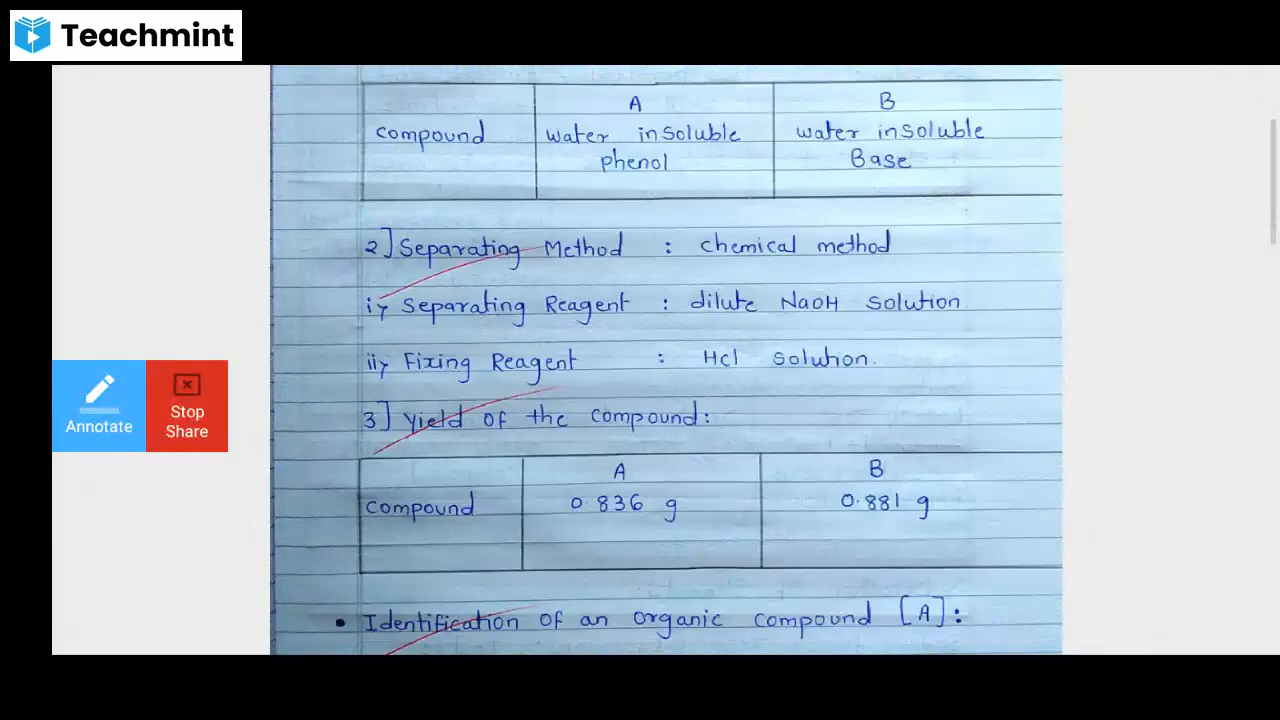 Teachmint
A B
compound water insoluble water insoluble
phenol Base
2] Separating Method : chemical method
i) Separating Reagent : dilute NaOH solution
ii) Fixing Reagent : Hcl solution.
3] Yield of the compound:
A B
compound 0.836 g 0.881 g
• Identification of an organic compound [A]:
Annotate
Stop
Share